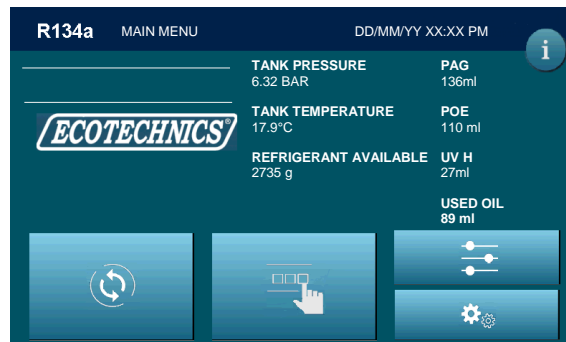 R134a MAIN MENU DD/MM/YY XX:XX PM
i
TANK PRESSURE PAG
6.32 BAR 136ml
TANK TEMPERATURE POE
17.9°C 110 ml
ECOTECHNICS®
REFRIGERANT AVAILABLE UV H
2735 g 27ml
USED OIL
89 ml